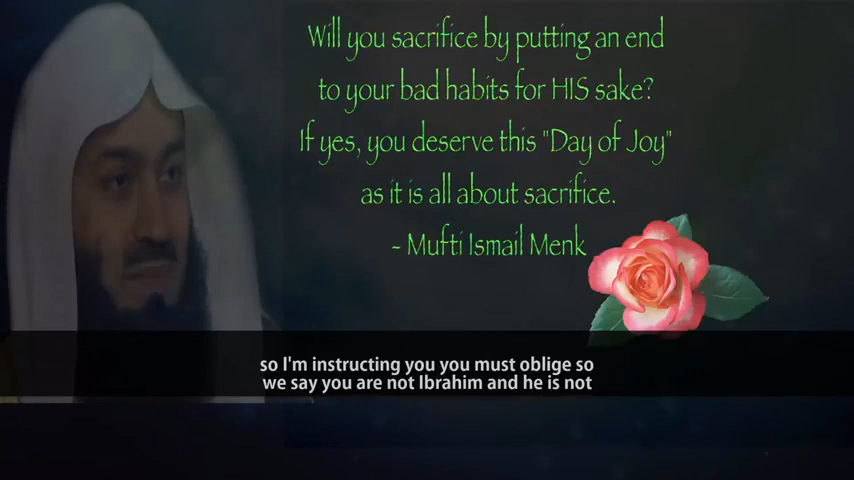 Will you sacrifice by putting an end
to your bad habits for HIS sake?
If yes, you deserve this "Day of Joy"
as it is all about sacrifice.
- Mufti Ismail Menk
so I'm instructing you you must oblige so
we say you are not Ibrahim and he is not